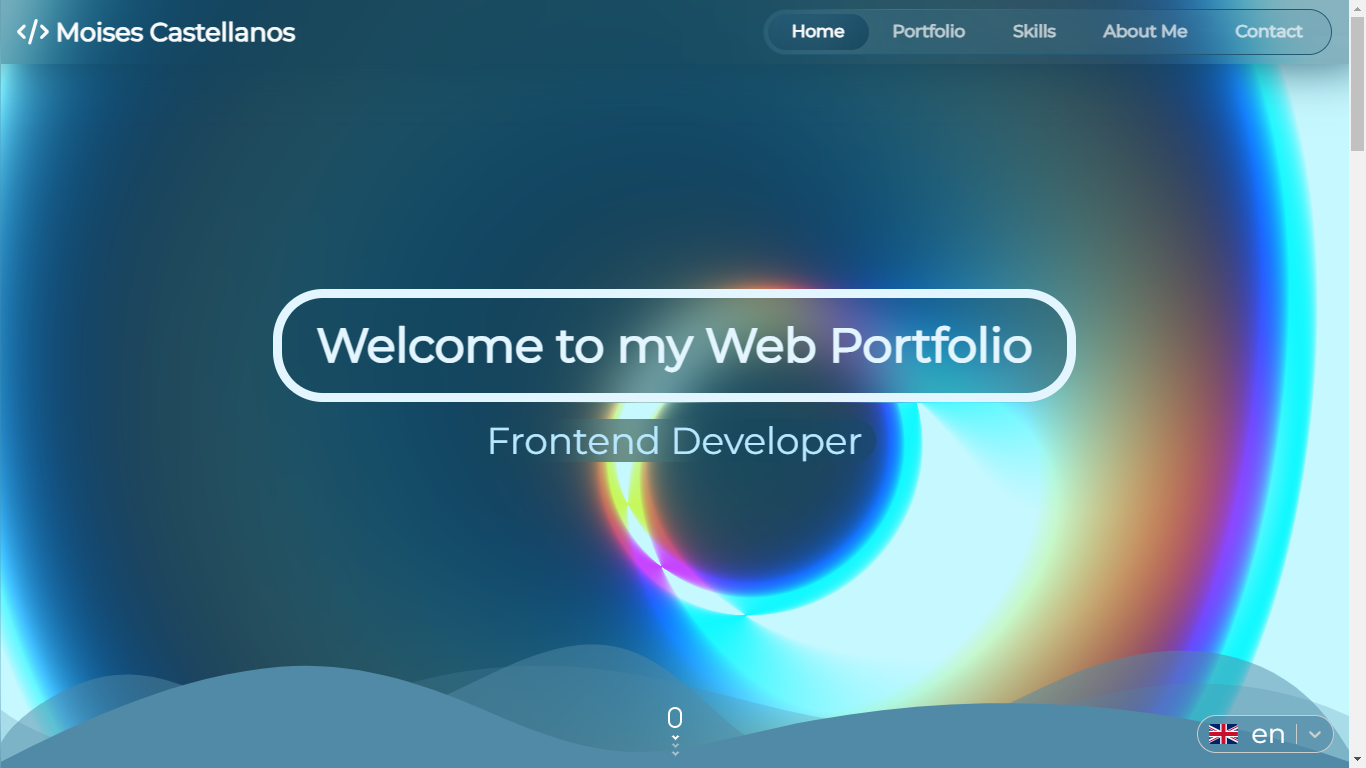 </> Moises Castellanos
Home Portfolio Skills About Me Contact
Welcome to my Web Portfolio
Frontend Developer
en